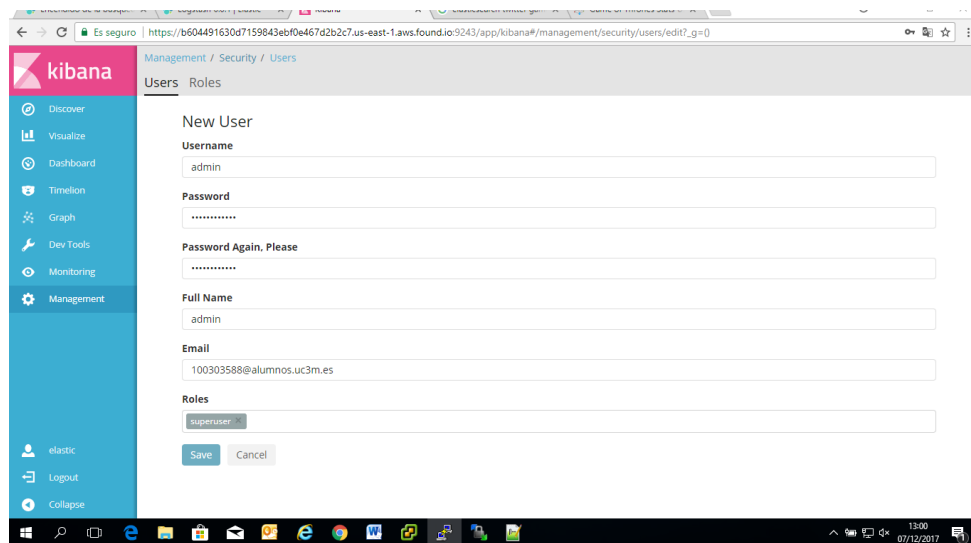 Es seguro
https://b604491630d7159843ebf0e467d2b2c7.us-east-1.aws.found.io:9243/app/kibana#/management/security/users/edit?_g=()
kibana
Management / Security / Users
Users Roles
Discover
Visualize
Dashboard
Timelion
Graph
Dev Tools
Monitoring
Management
elastic
Logout
Collapse
New User
Username
admin
Password
••••••••••••
Password Again, Please
••••••••••••
Full Name
admin
Email
100303588@alumnos.uc3m.es
Roles
superuser ×
Save Cancel
13:00
07/12/2017